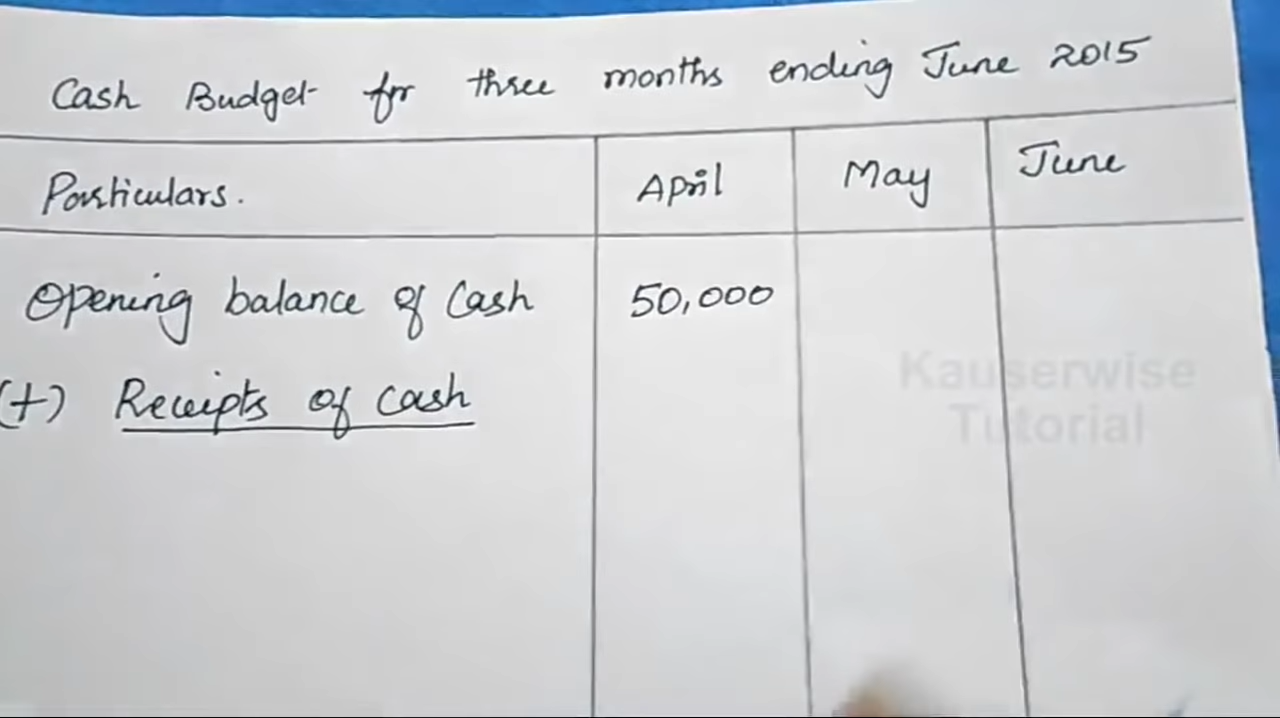 Cash Budget for three months ending June 2015
Particulars. April May June
Opening balance of Cash 50,000
(+) Receipts of cash
Kauserwise
Tutorial